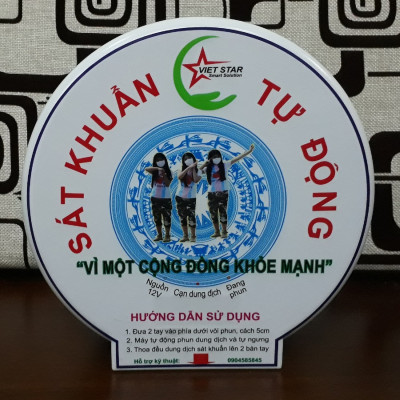 VIET STAR
Smart Solution
SÁT KHUẨN TỰ ĐỘNG
“VÌ MỘT CỘNG ĐỒNG KHỎE MẠNH”
Nguồn 12V
Cạn dung dịch
Đang phun
HƯỚNG DẪN SỬ DỤNG
1. Đưa 2 tay vào phía dưới vòi phun, cách 5cm
2. Máy tự động phun dung dịch và tự ngưng
3. Thoa đều dung dịch sát khuẩn lên 2 bàn tay
Hỗ trợ kỹ thuật: 0904585845